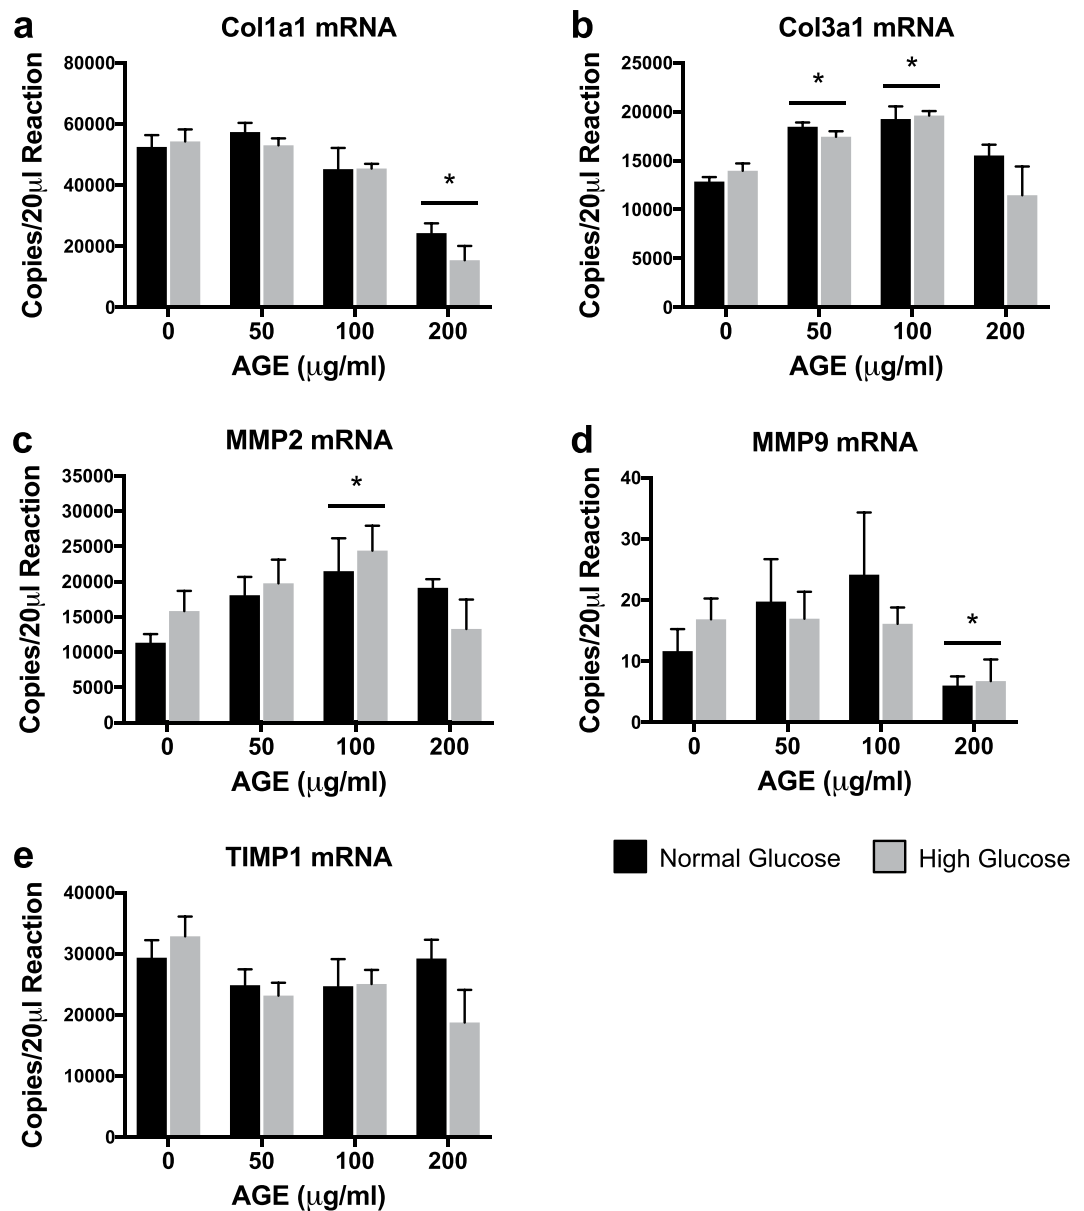 a
Col1a1 mRNA
Copies/20μl Reaction
80000
60000
40000
20000
0
*
0 50 100 200
AGE (μg/ml)
b
Col3a1 mRNA
Copies/20μl Reaction
25000
20000
15000
10000
5000
0
* *
0 50 100 200
AGE (μg/ml)
c
MMP2 mRNA
Copies/20μl Reaction
35000
30000
25000
20000
15000
10000
5000
0
*
0 50 100 200
AGE (μg/ml)
d
MMP9 mRNA
Copies/20μl Reaction
40
30
20
10
0
*
0 50 100 200
AGE (μg/ml)
e
TIMP1 mRNA
Copies/20μl Reaction
40000
30000
20000
10000
0
0 50 100 200
AGE (μg/ml)
Normal Glucose High Glucose